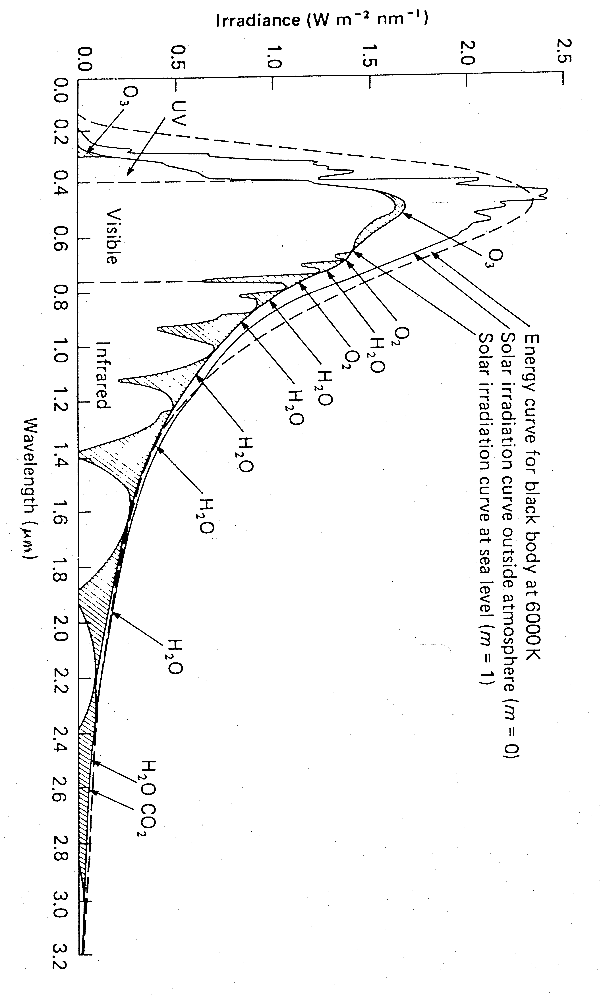 Irradiance (W m⁻² nm⁻¹)
2.5
2.0
1.5
1.0
0.5
0.0
0.0 0.2 0.4 0.6 0.8 1.0 1.2 1.4 1.6 1.8 2.0 2.2 2.4 2.6 2.8 3.0 3.2
Wavelength (μm)
Energy curve for black body at 6000K
Solar irradiation curve outside atmosphere (m = 0)
Solar irradiation curve at sea level (m = 1)
O₃
O₂
H₂O
O₂
H₂O
H₂O
H₂O
H₂O
H₂O
H₂O CO₂
UV
O₃
Visible
Infrared